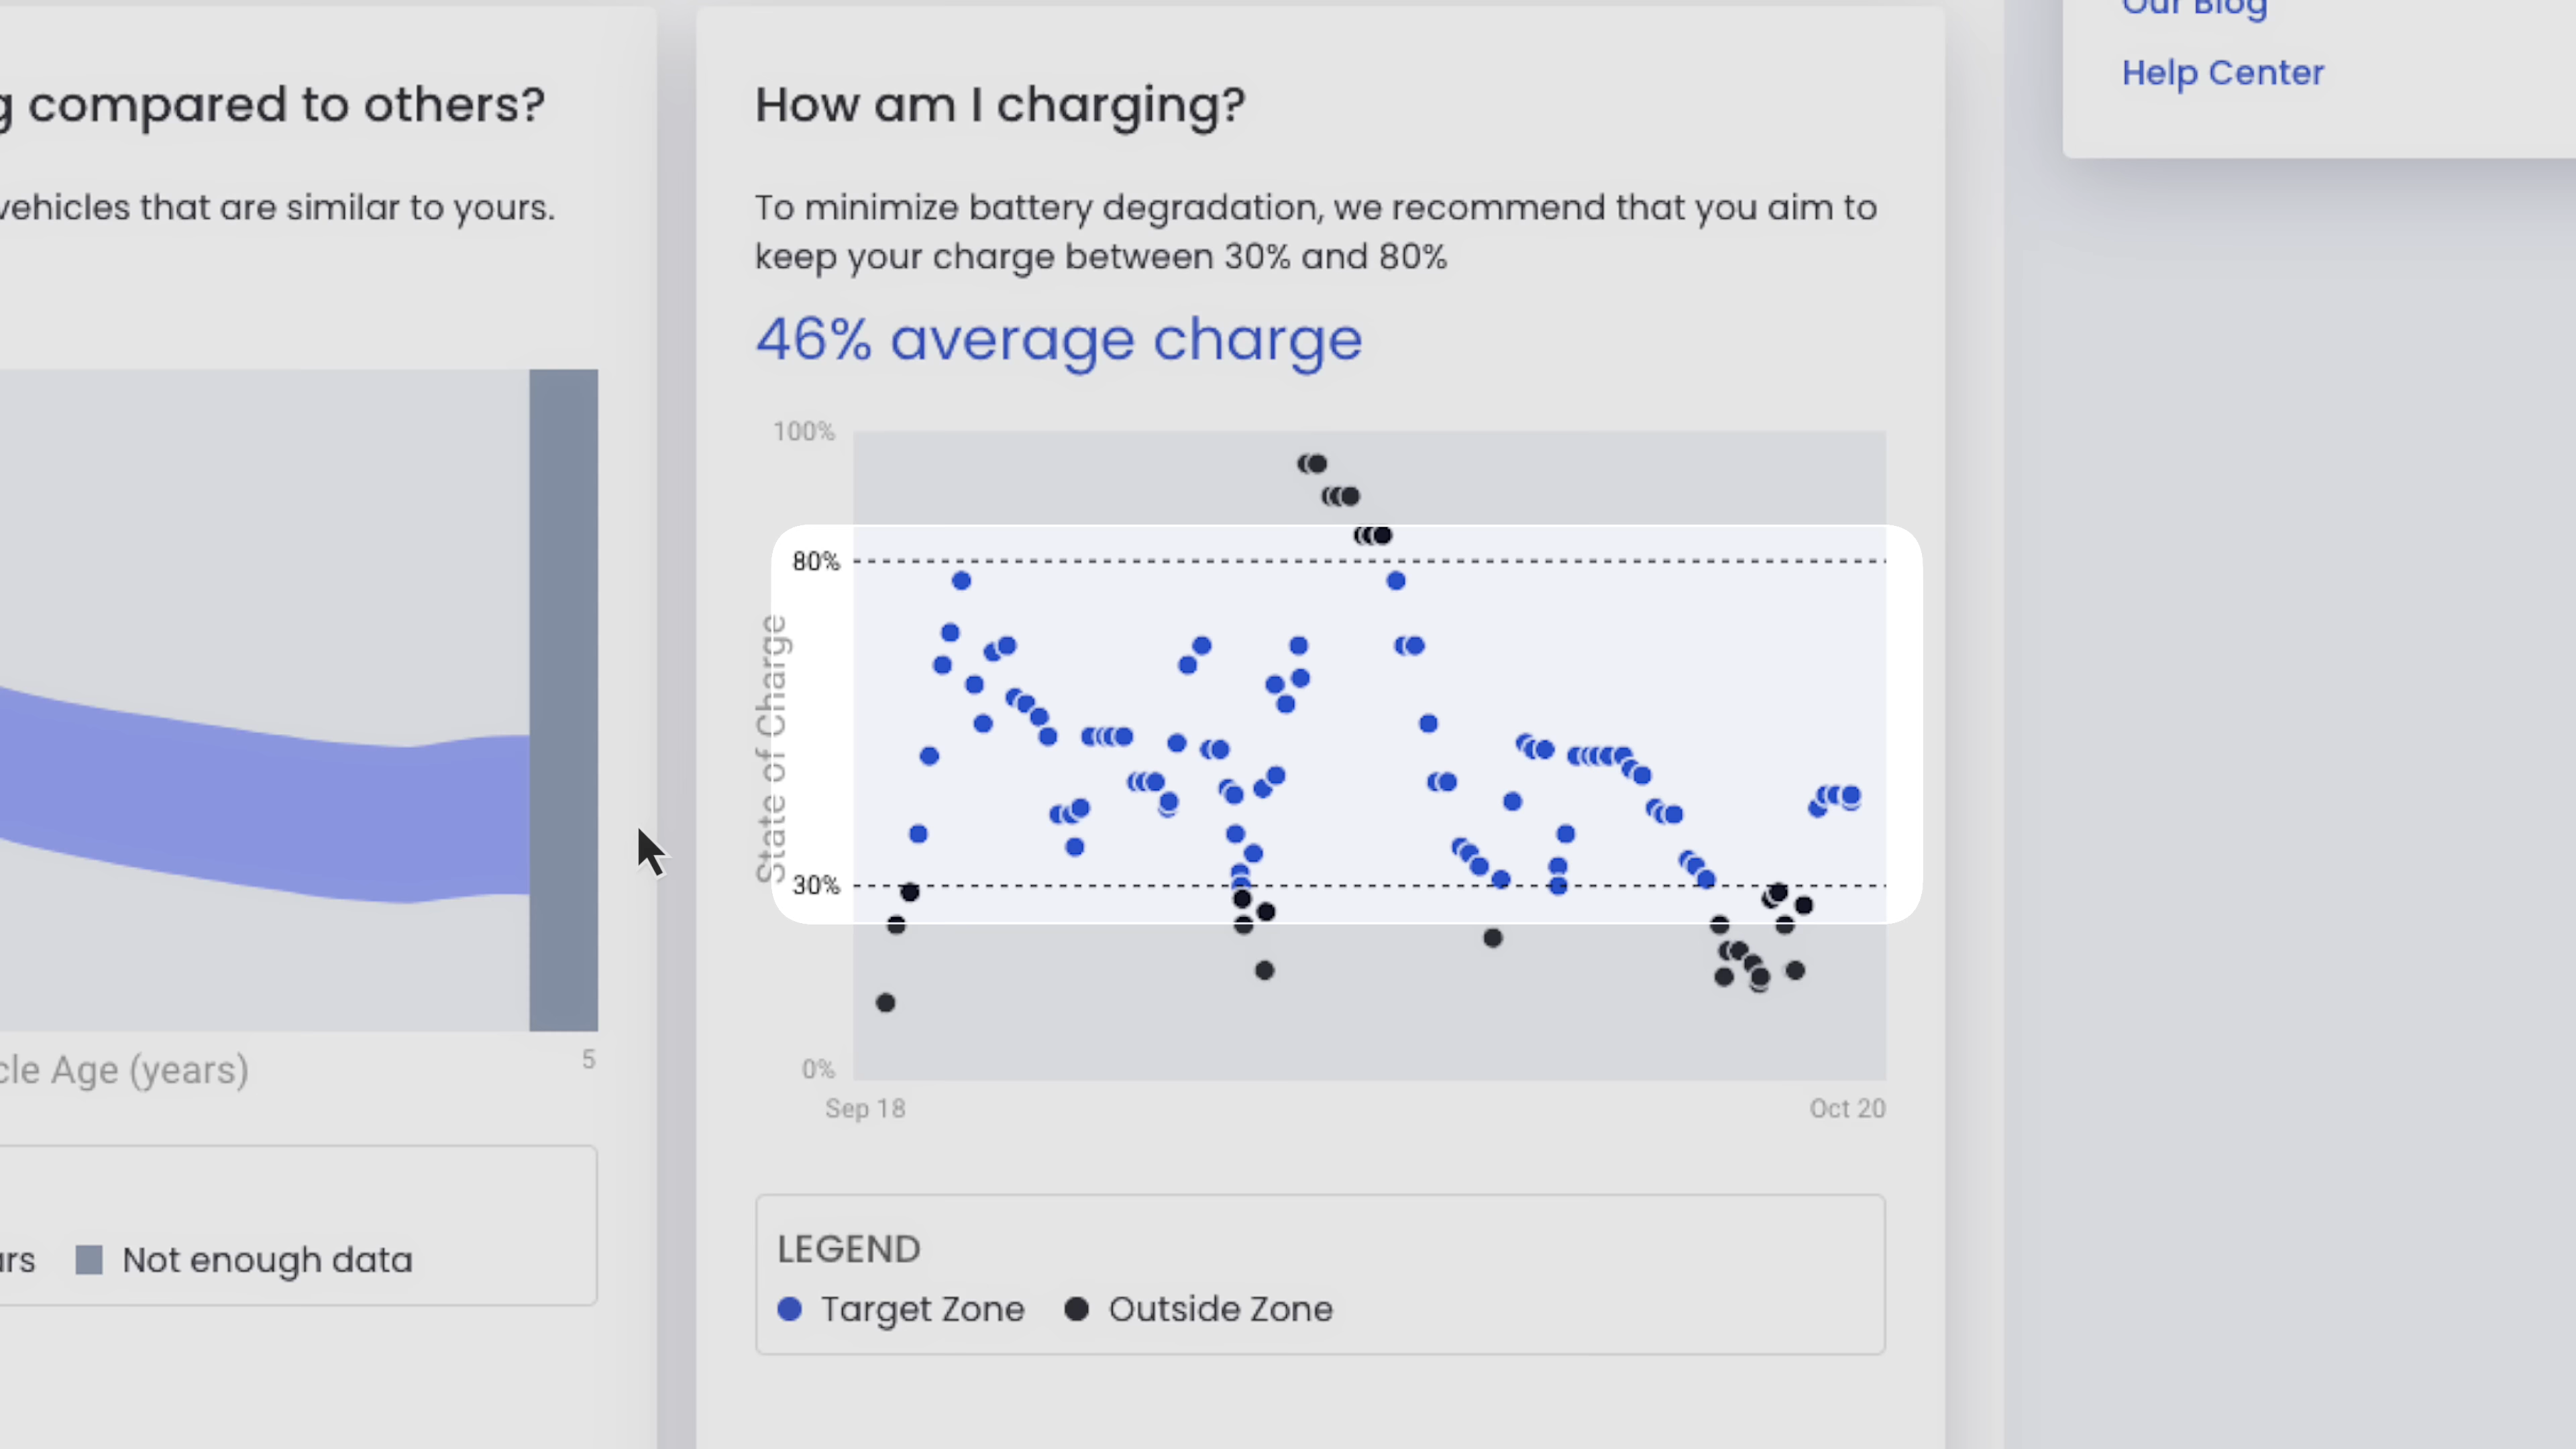 g compared to others?
vehicles that are similar to yours.
5
cle Age (years)
rs
Not enough data
How am I charging?
To minimize battery degradation, we recommend that you aim to
keep your charge between 30% and 80%
46% average charge
100%
80%
State of Charge
30%
0%
Sep 18
Oct 20
LEGEND
Target Zone
Outside Zone
Our Blog
Help Center